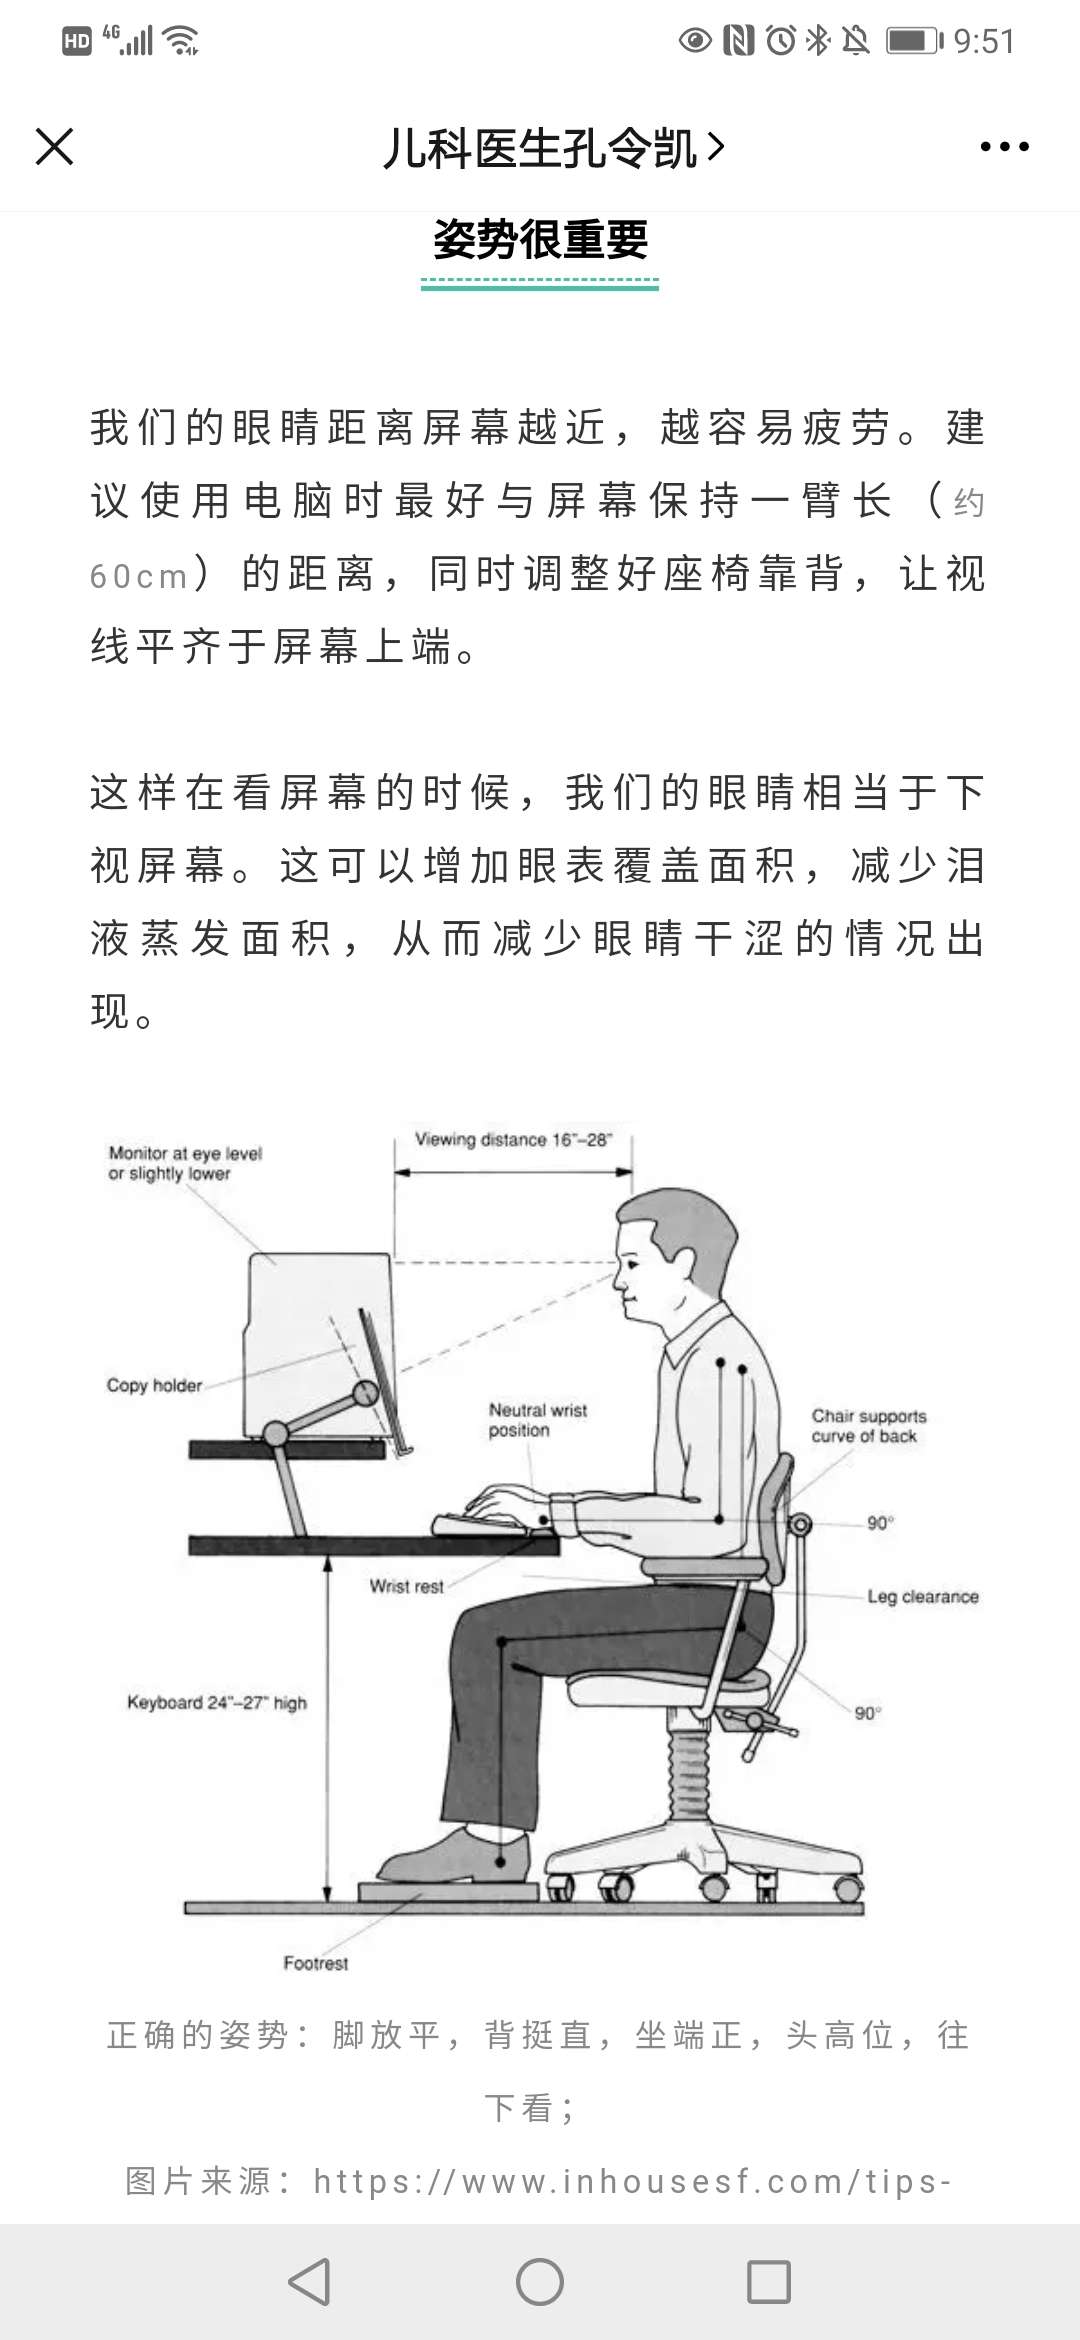 HD 4G 9:51
儿科医生孔令凯
姿势很重要
我们的眼睛距离屏幕越近，越容易疲劳。建
议使用电脑时最好与屏幕保持一臂长（约
60cm）的距离，同时调整好座椅靠背，让视
线平齐于屏幕上端。
这样在看屏幕的时候，我们的眼睛相当于下
视屏幕。这可以增加眼表覆盖面积，减少泪
液蒸发面积，从而减少眼睛干涩的情况出
现。
Viewing distance 16"–28"
Monitor at eye level
or slightly lower
Copy holder
Neutral wrist
position
Chair supports
curve of back
90°
Wrist rest
Leg clearance
Keyboard 24"–27" high
90°
Footrest
正确的姿势：脚放平，背挺直，坐端正，头高位，往
下看；
图片来源：https://www.inhousesf.com/tips-